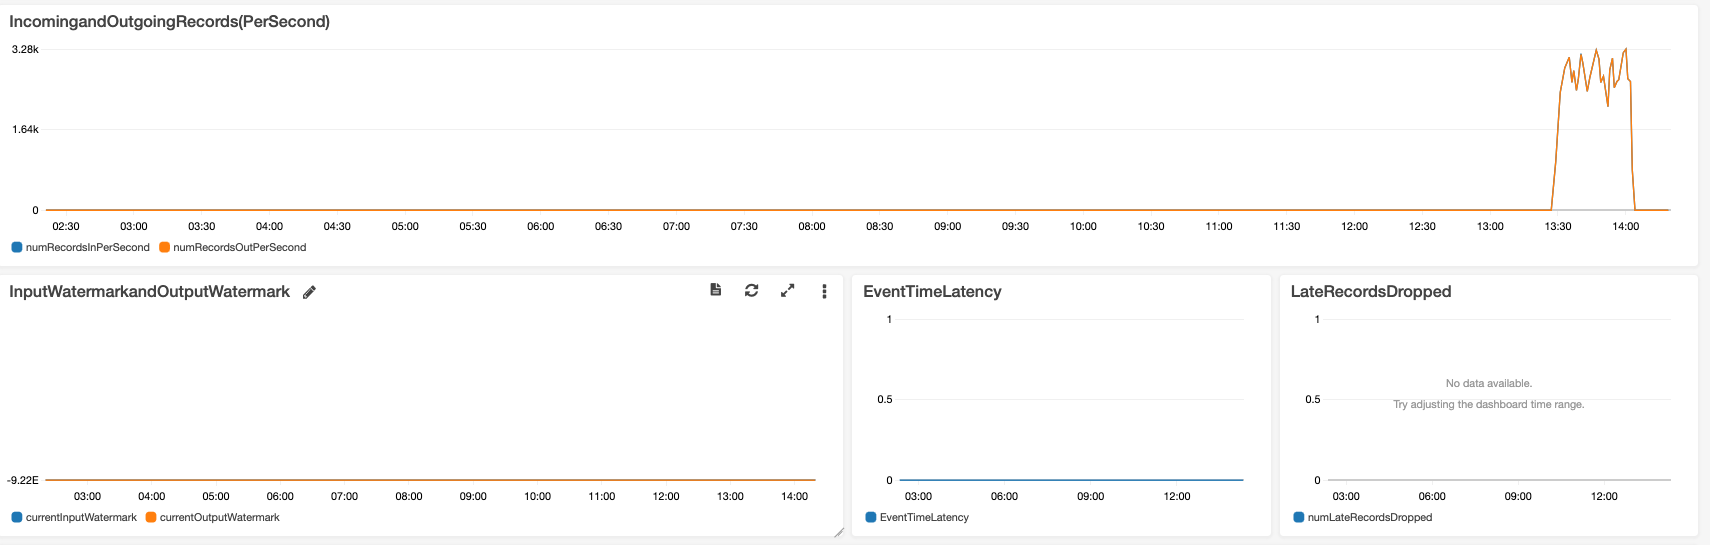 IncomingandOutgoingRecords(PerSecond)
3.28k
1.64k
0
02:30 03:00 03:30 04:00 04:30 05:00 05:30 06:00 06:30 07:00 07:30 08:00 08:30 09:00 09:30 10:00 10:30 11:00 11:30 12:00 12:30 13:00 13:30 14:00
numRecordsInPerSecond numRecordsOutPerSecond
InputWatermarkandOutputWatermark
-9.22E
03:00 04:00 05:00 06:00 07:00 08:00 09:00 10:00 11:00 12:00 13:00 14:00
currentInputWatermark currentOutputWatermark
EventTimeLatency
1
0.5
0
03:00 06:00 09:00 12:00
EventTimeLatency
LateRecordsDropped
1
No data available.
0.5
Try adjusting the dashboard time range.
0
03:00 06:00 09:00 12:00
numLateRecordsDropped